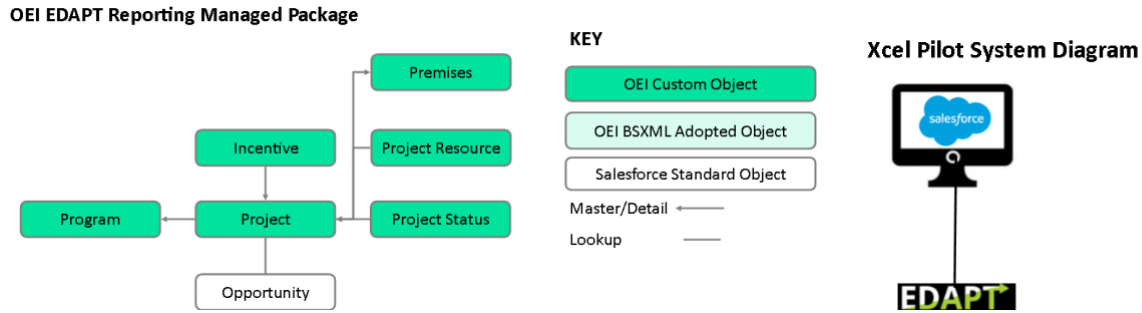 OEI EDAPT Reporting Managed Package
Premises
Incentive
Project Resource
Program
Project
Project Status
Opportunity
KEY
OEI Custom Object
OEI BSXML Adopted Object
Salesforce Standard Object
Master/Detail
Lookup
Xcel Pilot System Diagram
salesforce
EDAPT